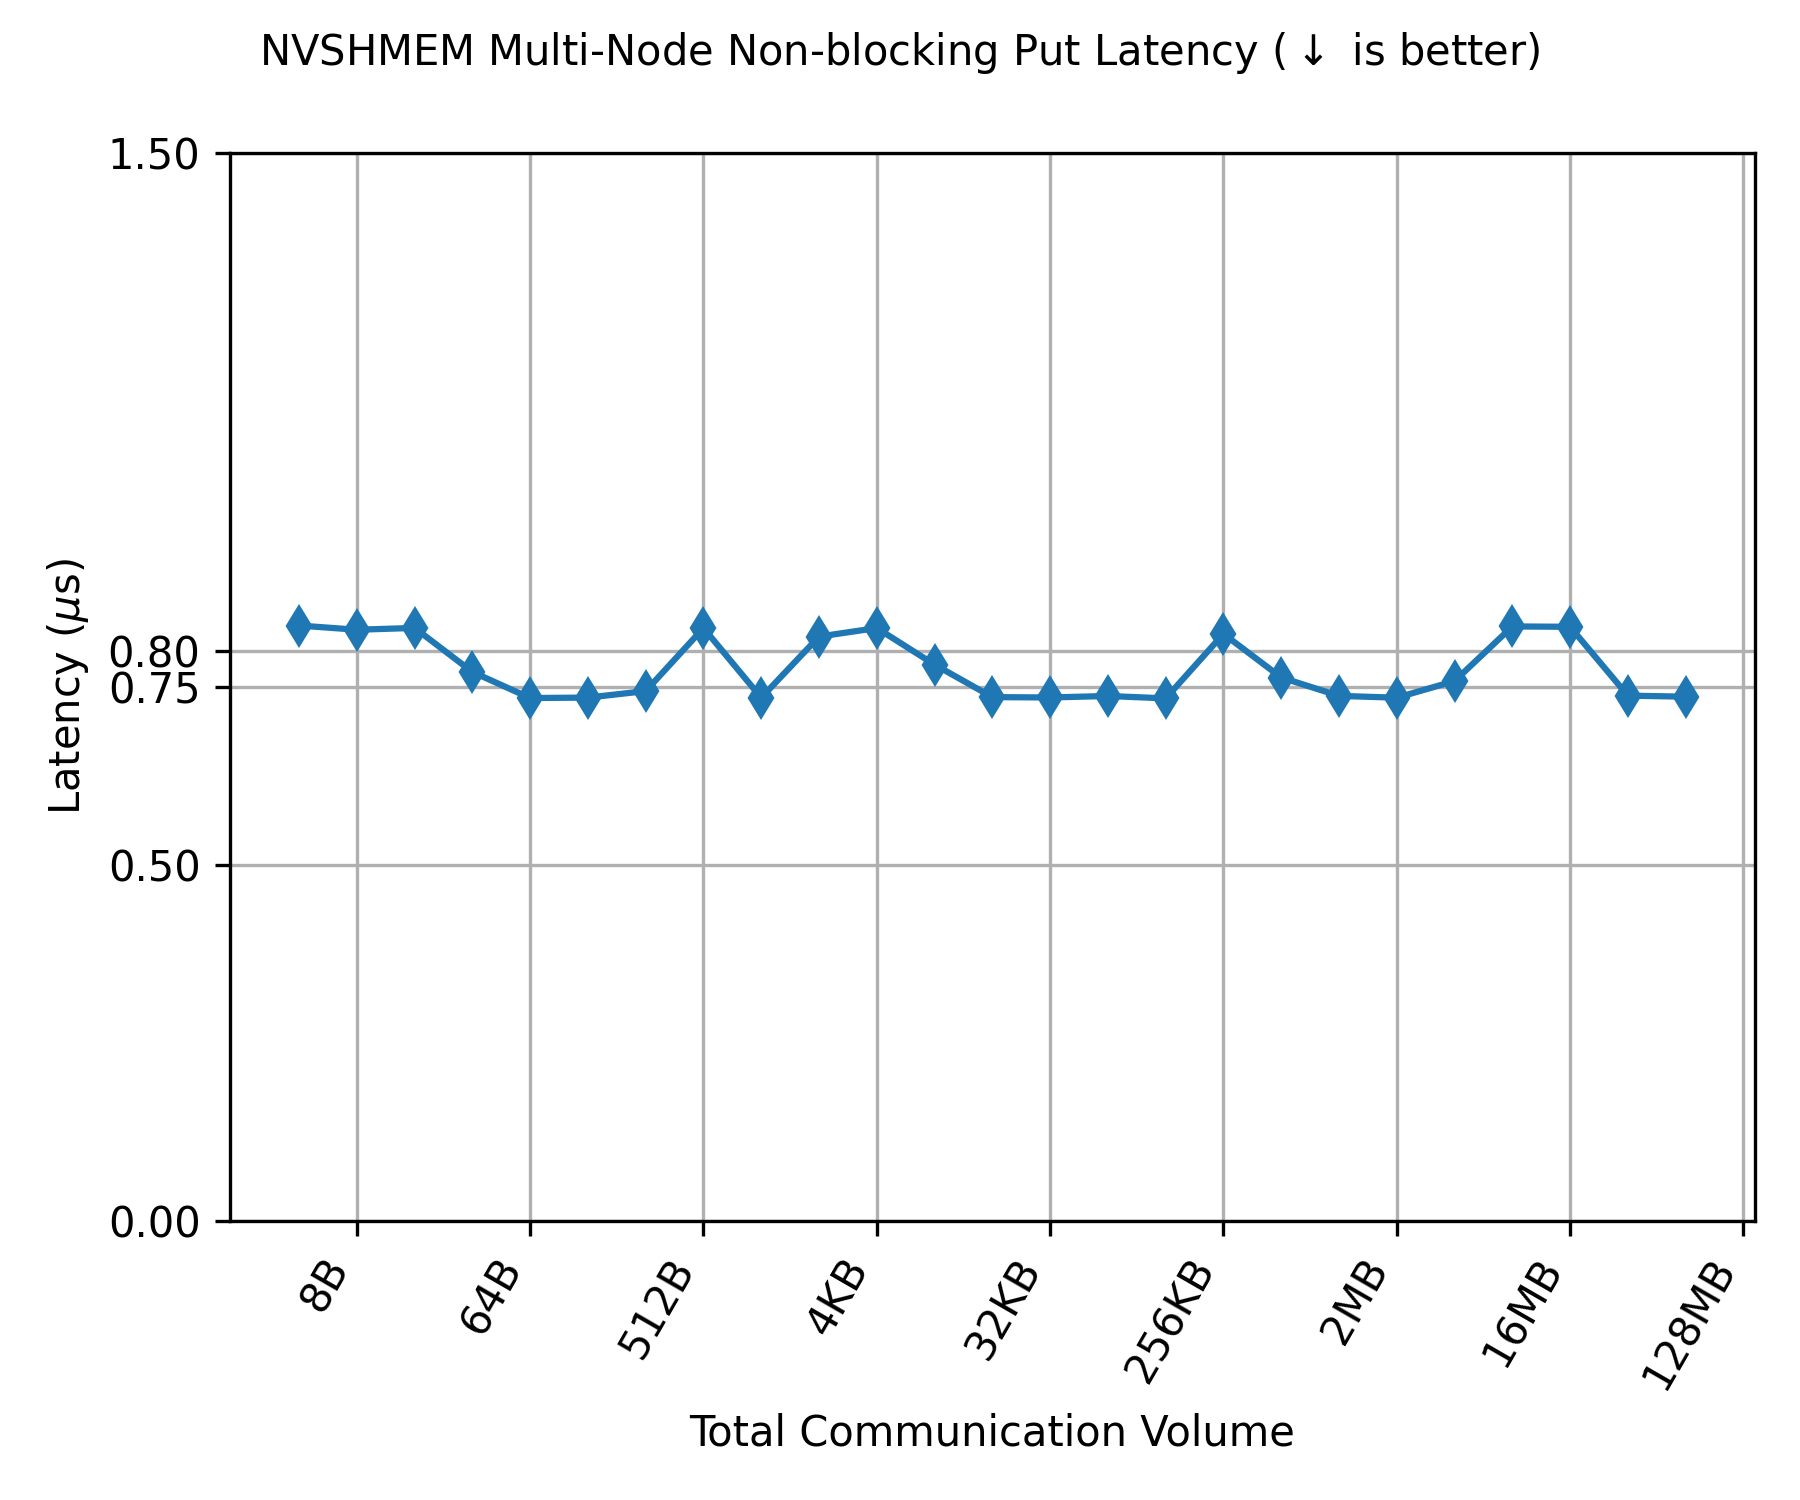 NVSHMEM Multi-Node Non-blocking Put Latency (↓ is better)
1.50
0.80
0.75
0.50
0.00
Latency (μs)
8B
64B
512B
4KB
32KB
256KB
2MB
16MB
128MB
Total Communication Volume